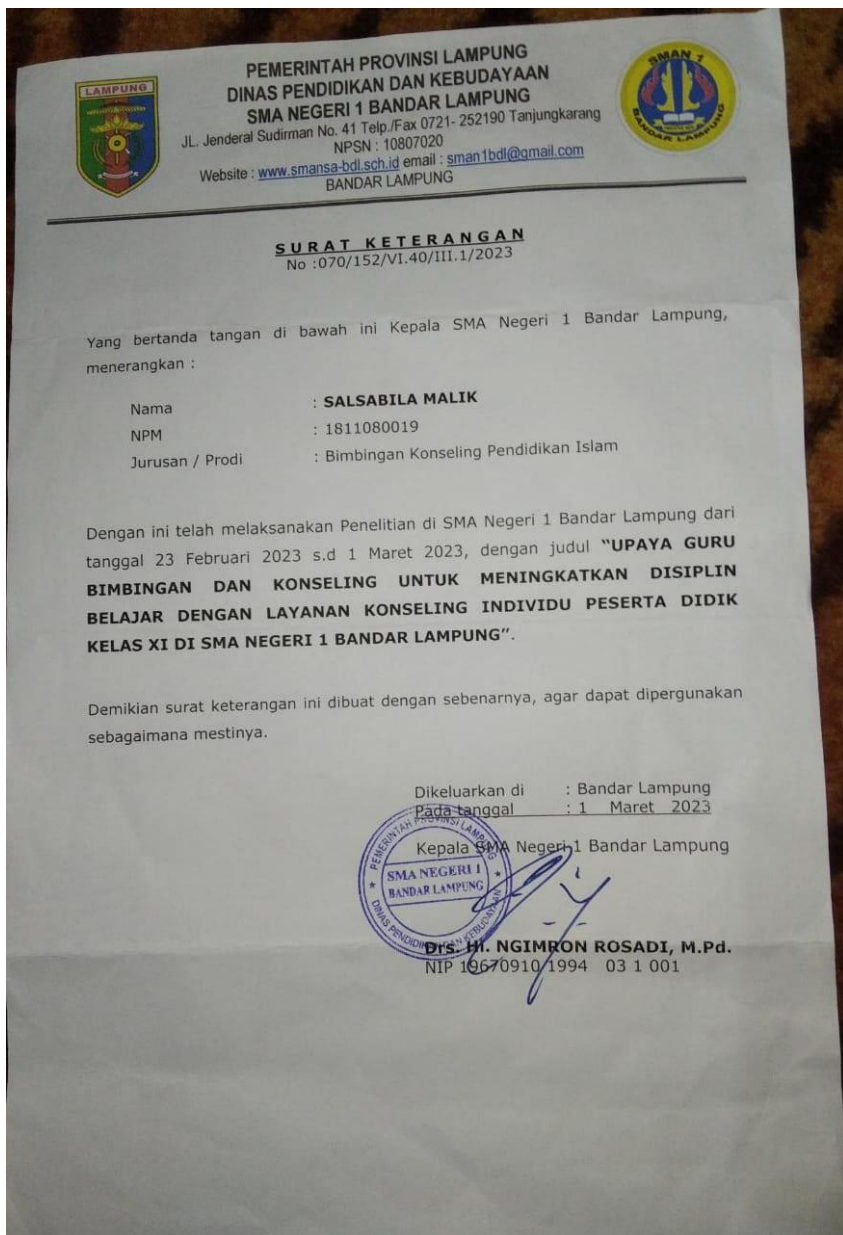 LAMPUNG
PEMERINTAH PROVINSI LAMPUNG
DINAS PENDIDIKAN DAN KEBUDAYAAN
SMA NEGERI 1 BANDAR LAMPUNG
JL. Jenderal Sudirman No. 41 Telp./Fax 0721- 252190 Tanjungkarang
NPSN : 10807020
Website : www.smansa-bdl.sch.id email : sman1bdl@gmail.com
BANDAR LAMPUNG
SMAN 1
BANDAR LAMPUNG
SURAT KETERANGAN
No :070/152/VI.40/III.1/2023
Yang bertanda tangan di bawah ini Kepala SMA Negeri 1 Bandar Lampung,
menerangkan :
Nama : SALSABILA MALIK
NPM : 1811080019
Jurusan / Prodi : Bimbingan Konseling Pendidikan Islam
Dengan ini telah melaksanakan Penelitian di SMA Negeri 1 Bandar Lampung dari
tanggal 23 Februari 2023 s.d 1 Maret 2023, dengan judul "UPAYA GURU
BIMBINGAN DAN KONSELING UNTUK MENINGKATKAN DISIPLIN
BELAJAR DENGAN LAYANAN KONSELING INDIVIDU PESERTA DIDIK
KELAS XI DI SMA NEGERI 1 BANDAR LAMPUNG".
Demikian surat keterangan ini dibuat dengan sebenarnya, agar dapat dipergunakan
sebagaimana mestinya.
Dikeluarkan di : Bandar Lampung
Pada tanggal : 1 Maret 2023
Kepala SMA Negeri 1 Bandar Lampung
PEMERINTAH PROVINSI LAMPUNG
SMA NEGERI 1
BANDAR LAMPUNG
DINAS PENDIDIKAN DAN KEBUDAYAAN
Drs. Hi. NGIMRON ROSADI, M.Pd.
NIP 19670910 1994 03 1 001